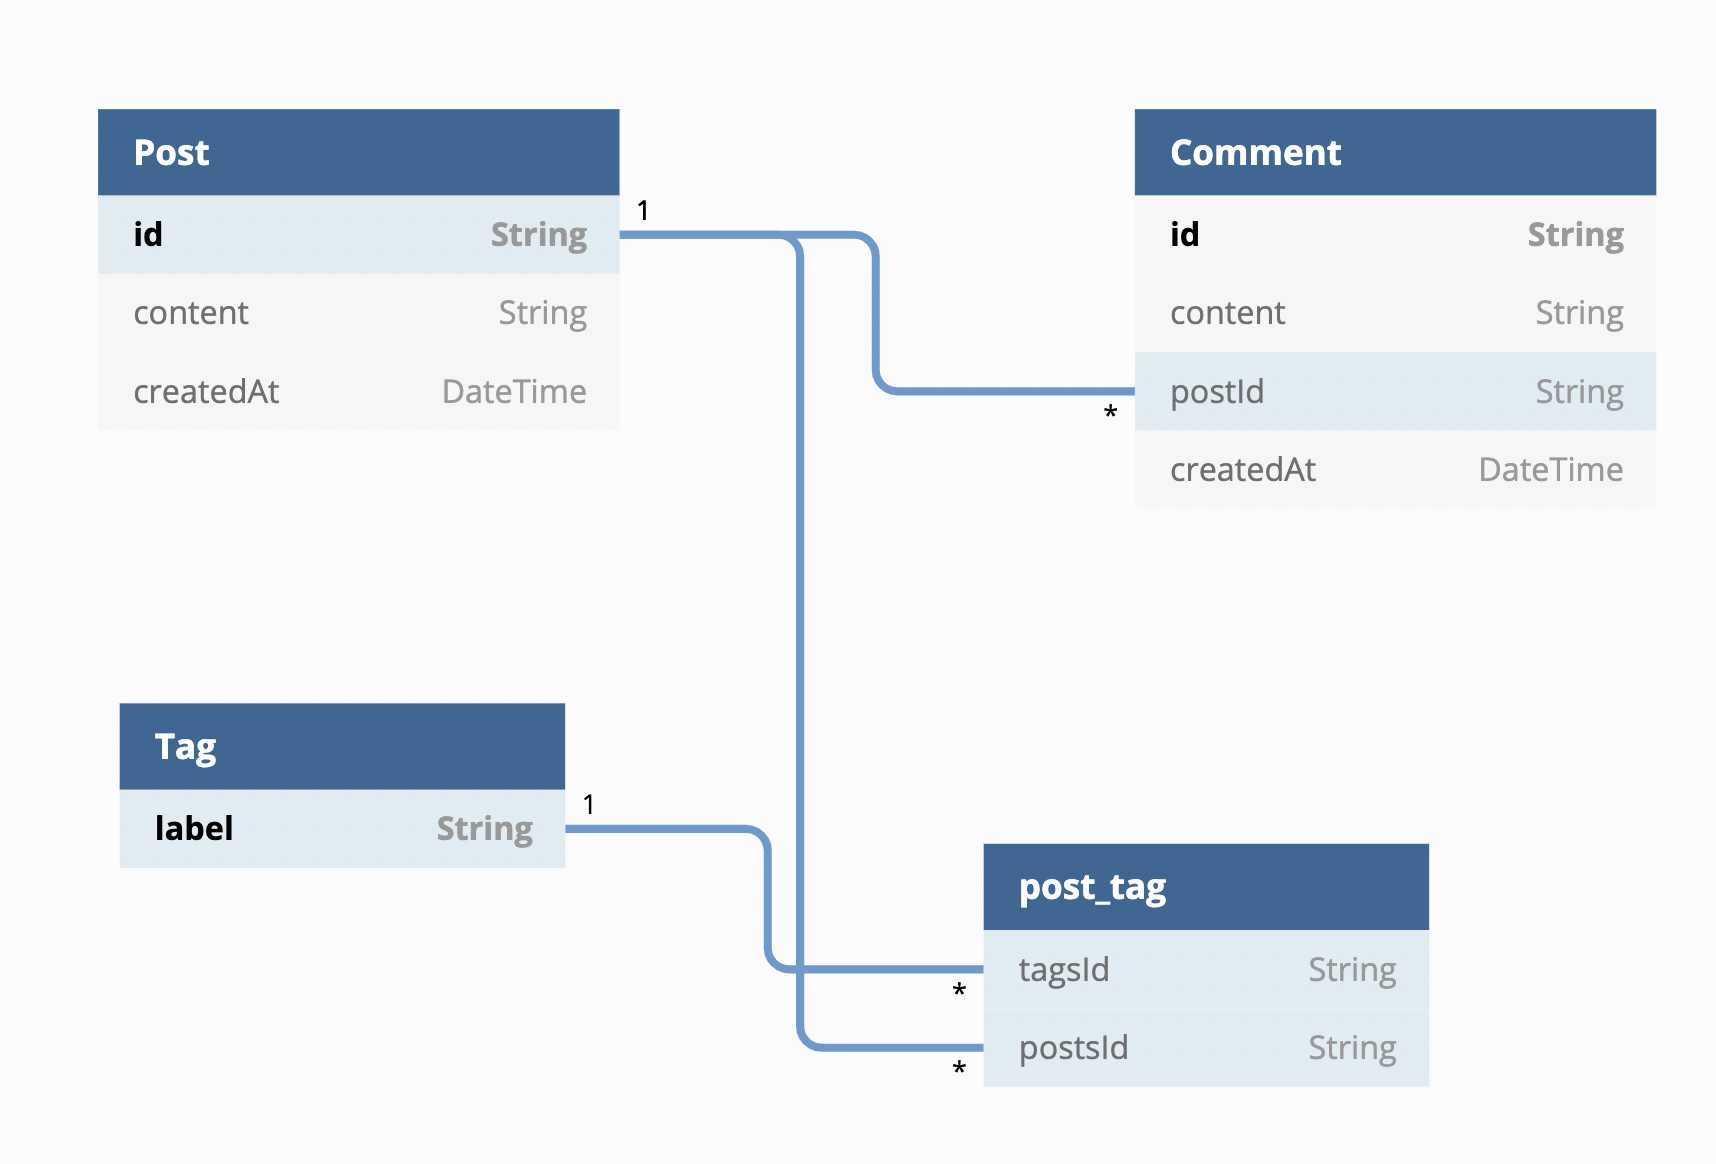 Post
id String
content String
createdAt DateTime
1
*
Comment
id String
content String
postId String
createdAt DateTime
Tag
label String
1
*
*
post_tag
tagsId String
postsId String